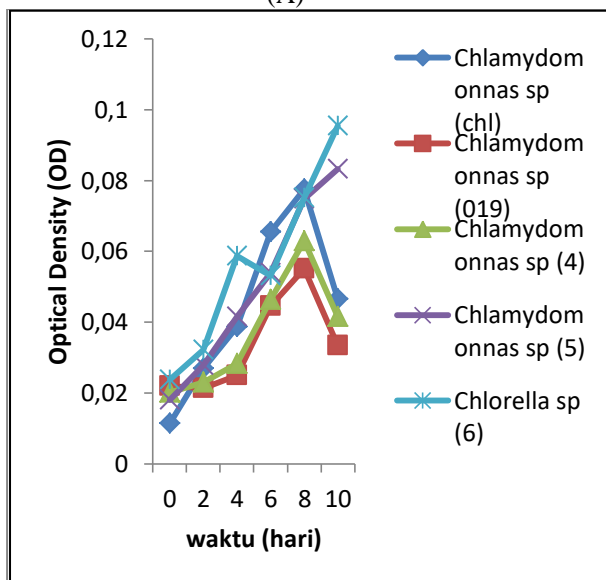 (A)
0,12
0,1
0,08
0,06
0,04
0,02
0
Optical Density (OD)
0 2 4 6 8 10
waktu (hari)
Chlamydom
onnas sp
(chl)
Chlamydom
onnas sp
(019)
Chlamydom
onnas sp (4)
Chlamydom
onnas sp (5)
Chlorella sp
(6)